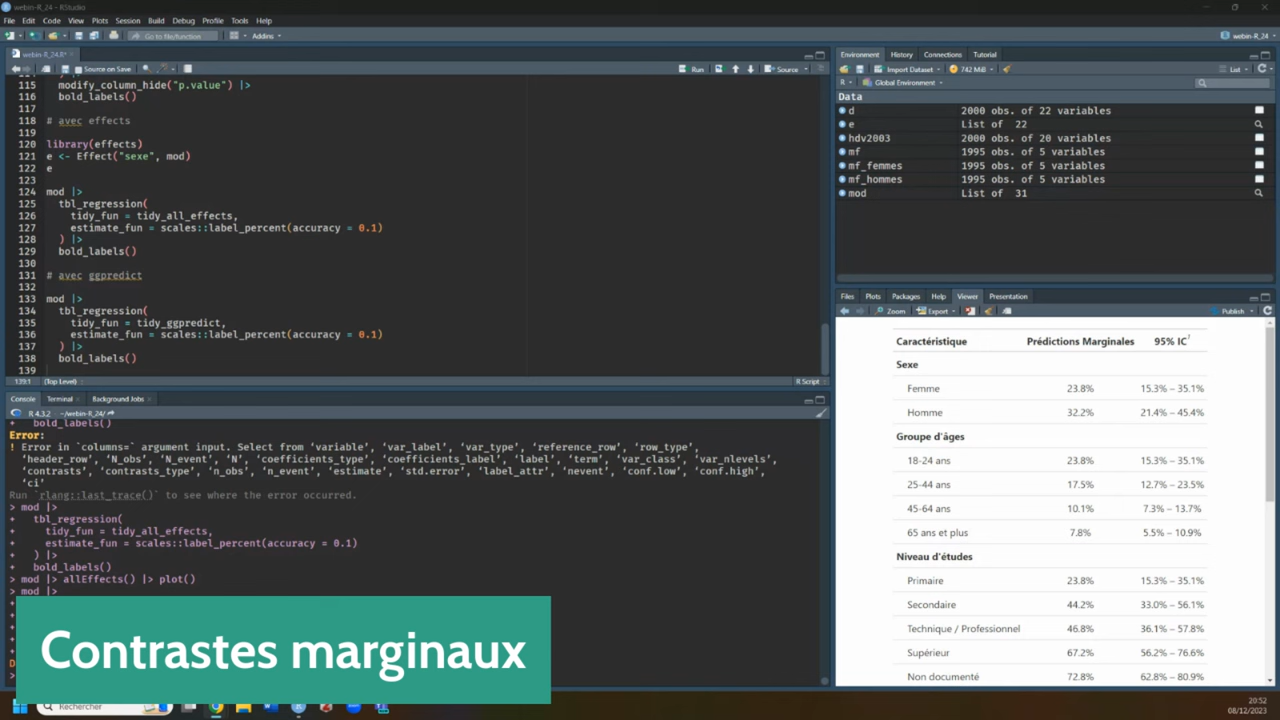 webin-R_24 - RStudio
File Edit Code View Plots Session Build Debug Profile Tools Help
Go to file/function Addins webin-R_24
webin-R_24.R*
Source on Save Run Source
115 modify_column_hide("p.value") |>
116 bold_labels()
117
118 # avec effects
119
120 library(effects)
121 e <- Effect("sexe", mod)
122 e
123
124 mod |>
125 tbl_regression(
126 tidy_fun = tidy_all_effects,
127 estimate_fun = scales::label_percent(accuracy = 0.1)
128 ) |>
129 bold_labels()
130
131 # avec ggpredict
132
133 mod |>
134 tbl_regression(
135 tidy_fun = tidy_ggpredict,
136 estimate_fun = scales::label_percent(accuracy = 0.1)
137 ) |>
138 bold_labels()
139
139:1 (Top Level) R Script
Console Terminal Background Jobs
R 4.3.2 · ~/webin-R_24/
+ bold_labels()
Error:
! Error in `columns=` argument input. Select from ‘variable’, ‘var_label’, ‘var_type’, ‘reference_row’, ‘row_type’,
‘header_row’, ‘N_obs’, ‘N_event’, ‘N’, ‘coefficients_type’, ‘coefficients_label’, ‘label’, ‘term’, ‘var_class’, ‘var_nlevels’,
‘contrasts’, ‘contrasts_type’, ‘n_obs’, ‘n_event’, ‘estimate’, ‘std.error’, ‘label_attr’, ‘nevent’, ‘conf.low’, ‘conf.high’,
‘ci’
Run `rlang::last_trace()` to see where the error occurred.
> mod |>
+ tbl_regression(
+ tidy_fun = tidy_all_effects,
+ estimate_fun = scales::label_percent(accuracy = 0.1)
+ ) |>
+ bold_labels()
> mod |> allEffects() |> plot()
> mod |>
Contrastes marginaux
Environment History Connections Tutorial
Import Dataset 742 MiB List
R Global Environment
Data
d 2000 obs. of 22 variables
e List of 22
hdv2003 2000 obs. of 20 variables
mf 1995 obs. of 5 variables
mf_femmes 1995 obs. of 5 variables
mf_hommes 1995 obs. of 5 variables
mod List of 31
Files Plots Packages Help Viewer Presentation
Zoom Export Publish
Caractéristique Prédictions Marginales 95% IC¹
Sexe
Femme 23.8% 15.3% – 35.1%
Homme 32.2% 21.4% – 45.4%
Groupe d'âges
18-24 ans 23.8% 15.3% – 35.1%
25-44 ans 17.5% 12.7% – 23.5%
45-64 ans 10.1% 7.3% – 13.7%
65 ans et plus 7.8% 5.5% – 10.9%
Niveau d'études
Primaire 23.8% 15.3% – 35.1%
Secondaire 44.2% 33.0% – 56.1%
Technique / Professionnel 46.8% 36.1% – 57.8%
Supérieur 67.2% 56.2% – 76.6%
Non documenté 72.8% 62.8% – 80.9%
Rechercher
20:52
08/12/2023